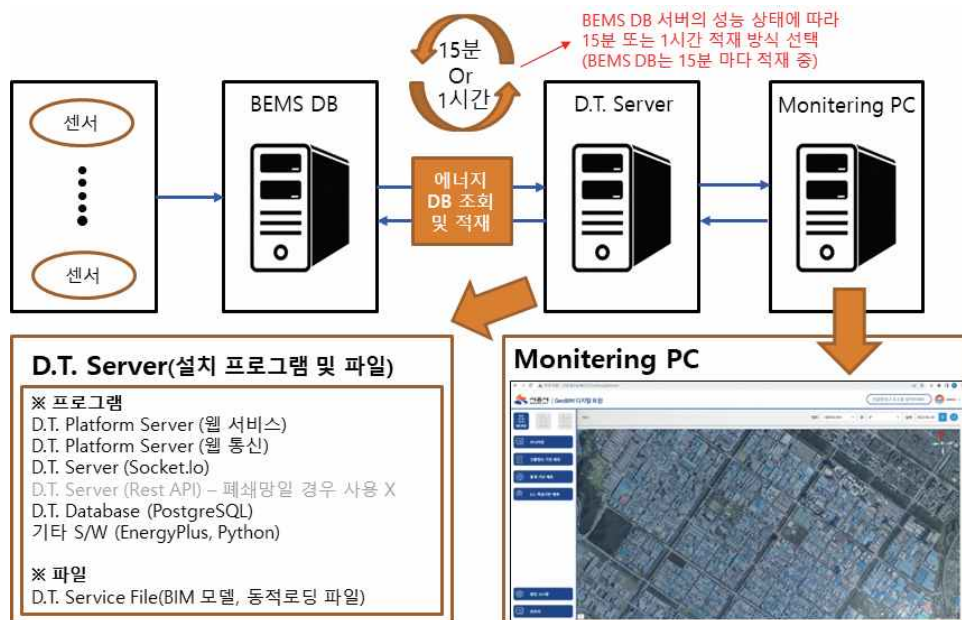 15분
Or
1시간
BEMS DB 서버의 성능 상태에 따라
15분 또는 1시간 적재 방식 선택
(BEMS DB는 15분 마다 적재 중)
센서
센서
BEMS DB
에너지
DB 조회
및 적재
D.T. Server
Monitering PC
D.T. Server(설치 프로그램 및 파일)
※ 프로그램
D.T. Platform Server (웹 서비스)
D.T. Platform Server (웹 통신)
D.T. Server (Socket.Io)
D.T. Server (Rest API) – 폐쇄망일 경우 사용 X
D.T. Database (PostgreSQL)
기타 S/W (EnergyPlus, Python)
※ 파일
D.T. Service File(BIM 모델, 동적로딩 파일)
Monitering PC
GeoBIM 디지털 트윈